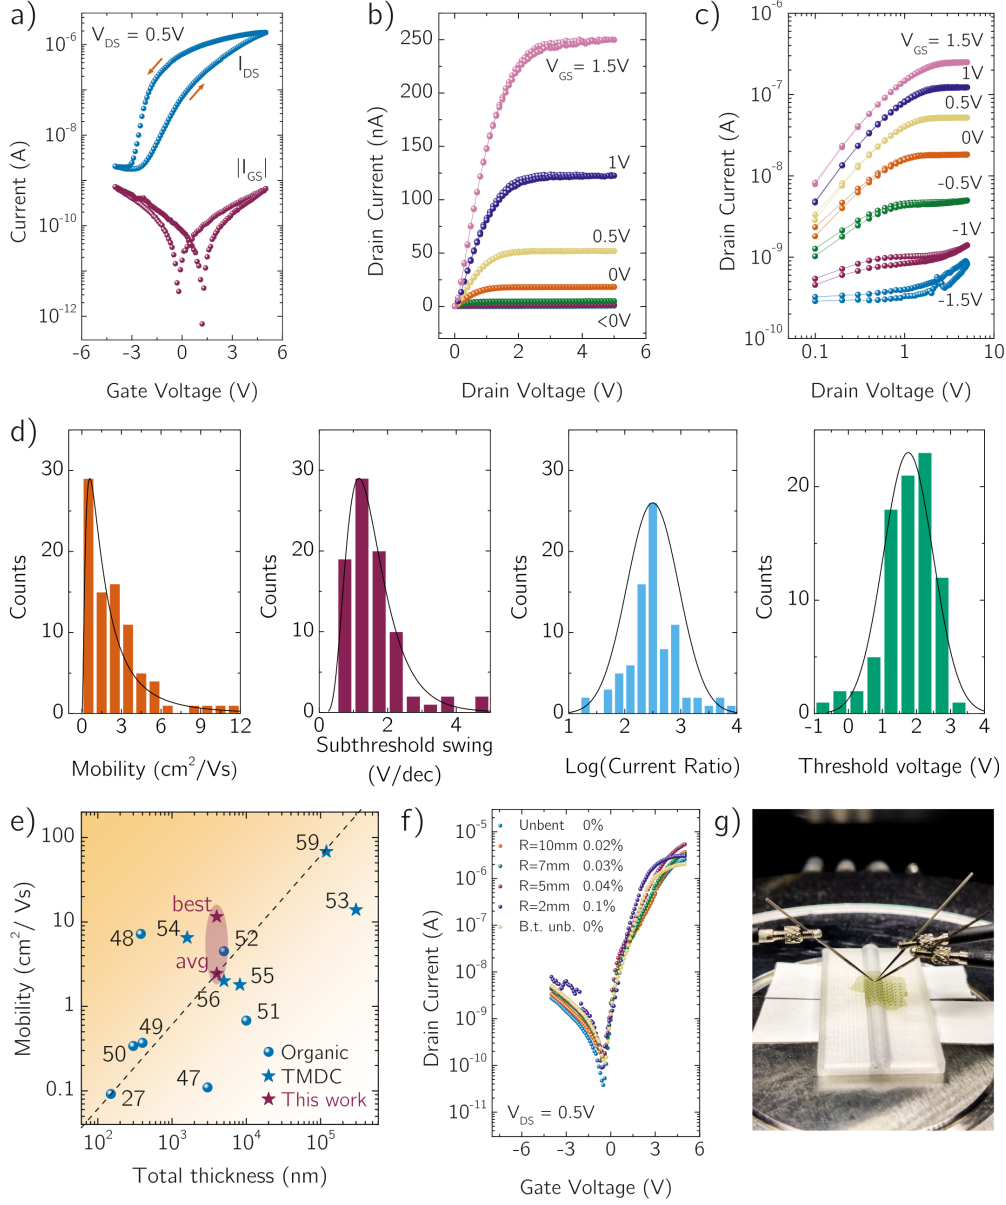 a)
V_DS = 0.5V
I_DS
|I_GS|
10^-6
10^-8
10^-10
10^-12
Current (A)
-6 -3 0 3 6
Gate Voltage (V)
b)
250
200
150
100
50
0
Drain Current (nA)
V_GS= 1.5V
1V
0.5V
0V
<0V
0 2 4 6
Drain Voltage (V)
c)
10^-6
10^-7
10^-8
10^-9
10^-10
Drain Current (A)
V_GS= 1.5V
1V
0.5V
0V
-0.5V
-1V
-1.5V
0.1 1 10
Drain Voltage (V)
d)
30
20
10
0
Counts
0 3 6 9 12
Mobility (cm²/Vs)
30
20
10
0
Counts
0 2 4
Subthreshold swing
(V/dec)
30
20
10
0
Counts
1 2 3 4
Log(Current Ratio)
20
10
0
Counts
-1 0 1 2 3 4
Threshold voltage (V)
e)
100
10
1
0.1
Mobility (cm²/ Vs)
59
53
best
48
54
52
avg
55
56
51
49
50
47
27
Organic
TMDC
This work
10^2 10^3 10^4 10^5
Total thickness (nm)
f)
10^-5
10^-6
10^-7
10^-8
10^-9
10^-10
10^-11
Drain Current (A)
Unbent 0%
R=10mm 0.02%
R=7mm 0.03%
R=5mm 0.04%
R=2mm 0.1%
B.t. unb. 0%
V_DS = 0.5V
-6 -3 0 3 6
Gate Voltage (V)
g)